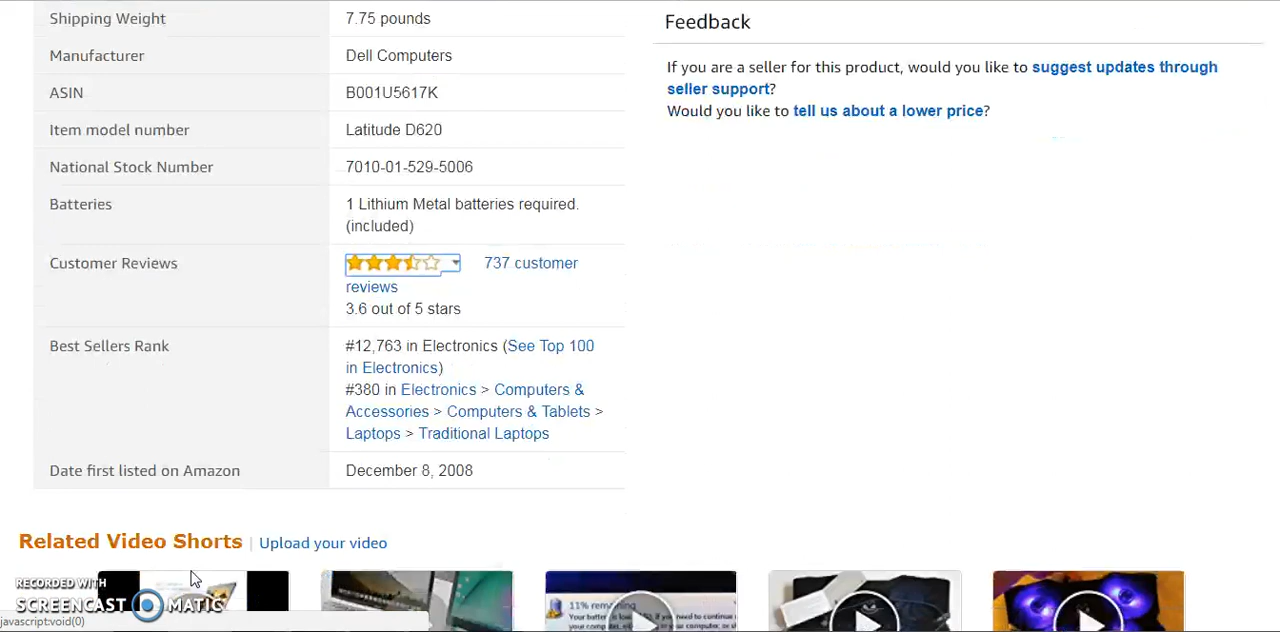 Shipping Weight
7.75 pounds
Manufacturer
Dell Computers
ASIN
B001U5617K
Item model number
Latitude D620
National Stock Number
7010-01-529-5006
Batteries
1 Lithium Metal batteries required.
(included)
Customer Reviews
737 customer
reviews
3.6 out of 5 stars
Best Sellers Rank
#12,763 in Electronics (See Top 100
in Electronics)
#380 in Electronics > Computers &
Accessories > Computers & Tablets >
Laptops > Traditional Laptops
Date first listed on Amazon
December 8, 2008
Feedback
If you are a seller for this product, would you like to suggest updates through
seller support?
Would you like to tell us about a lower price?
Related Video Shorts | Upload your video
RECORDED WITH
SCREENCAST MATIC
javascript:void(0)
11% remaining